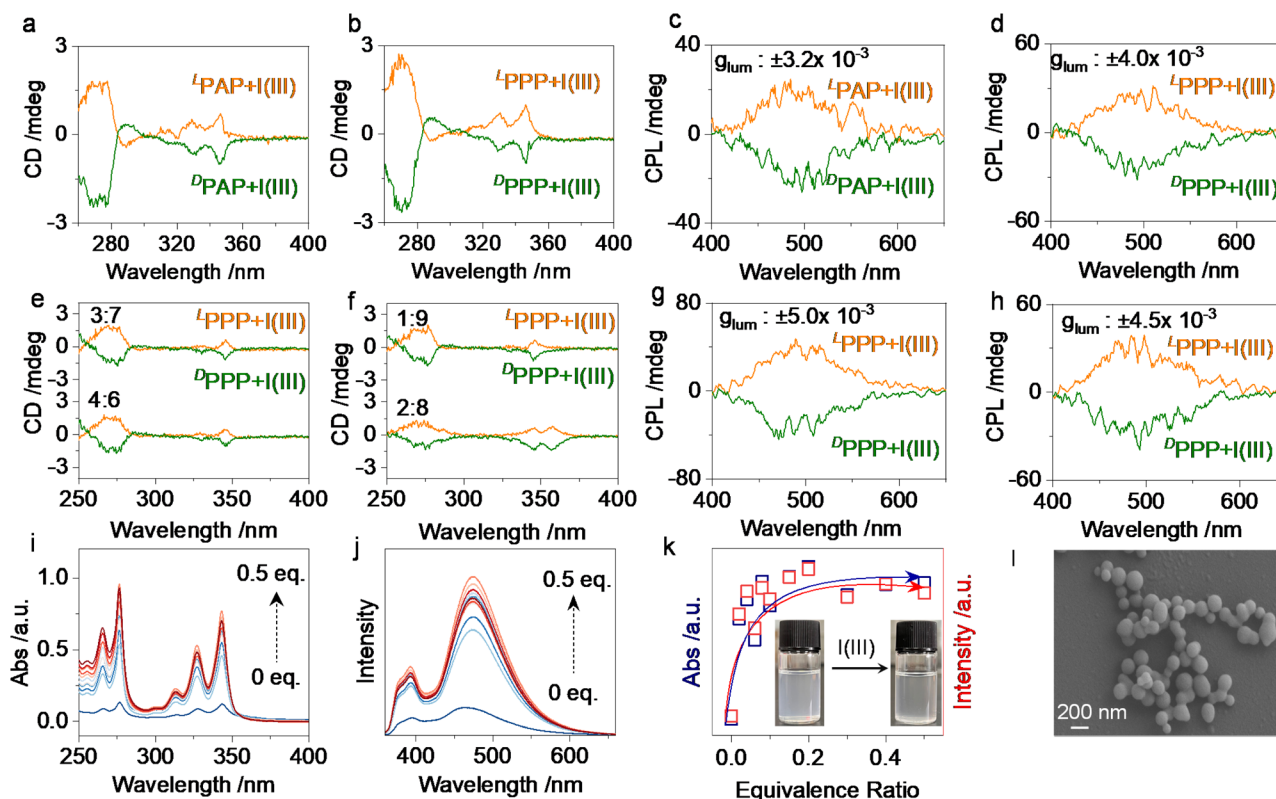 a
3
0
−3
CD /mdeg
LPAP+I(III)
DPAP+I(III)
280 320 360 400
Wavelength /nm
b
3
0
−3
CD /mdeg
LPPP+I(III)
DPPP+I(III)
280 320 360 400
Wavelength /nm
c
40
0
−40
CPL /mdeg
glum : ±3.2x 10−3
LPAP+I(III)
DPAP+I(III)
400 500 600
Wavelength /nm
d
60
0
−60
CPL /mdeg
glum : ±4.0x 10−3
LPPP+I(III)
DPPP+I(III)
400 500 600
Wavelength /nm
e
3
0
−3
3
0
−3
CD /mdeg
3:7
LPPP+I(III)
DPPP+I(III)
4:6
250 300 350 400
Wavelength /nm
f
3
0
−3
3
0
−3
CD /mdeg
1:9
LPPP+I(III)
DPPP+I(III)
2:8
250 300 350 400
Wavelength /nm
g
80
0
−80
CPL /mdeg
glum : ±5.0x 10−3
LPPP+I(III)
DPPP+I(III)
400 500 600
Wavelength /nm
h
60
0
−60
CPL /mdeg
glum : ±4.5x 10−3
LPPP+I(III)
DPPP+I(III)
400 500 600
Wavelength /nm
i
1.0
0.5
0.0
Abs /a.u.
0.5 eq.
0 eq.
250 300 350 400
Wavelength /nm
j
Intensity
0.5 eq.
0 eq.
400 500 600
Wavelength /nm
k
Abs /a.u.
I(III)
Intensity /a.u.
0.0 0.2 0.4
Equivalence Ratio
l
200 nm